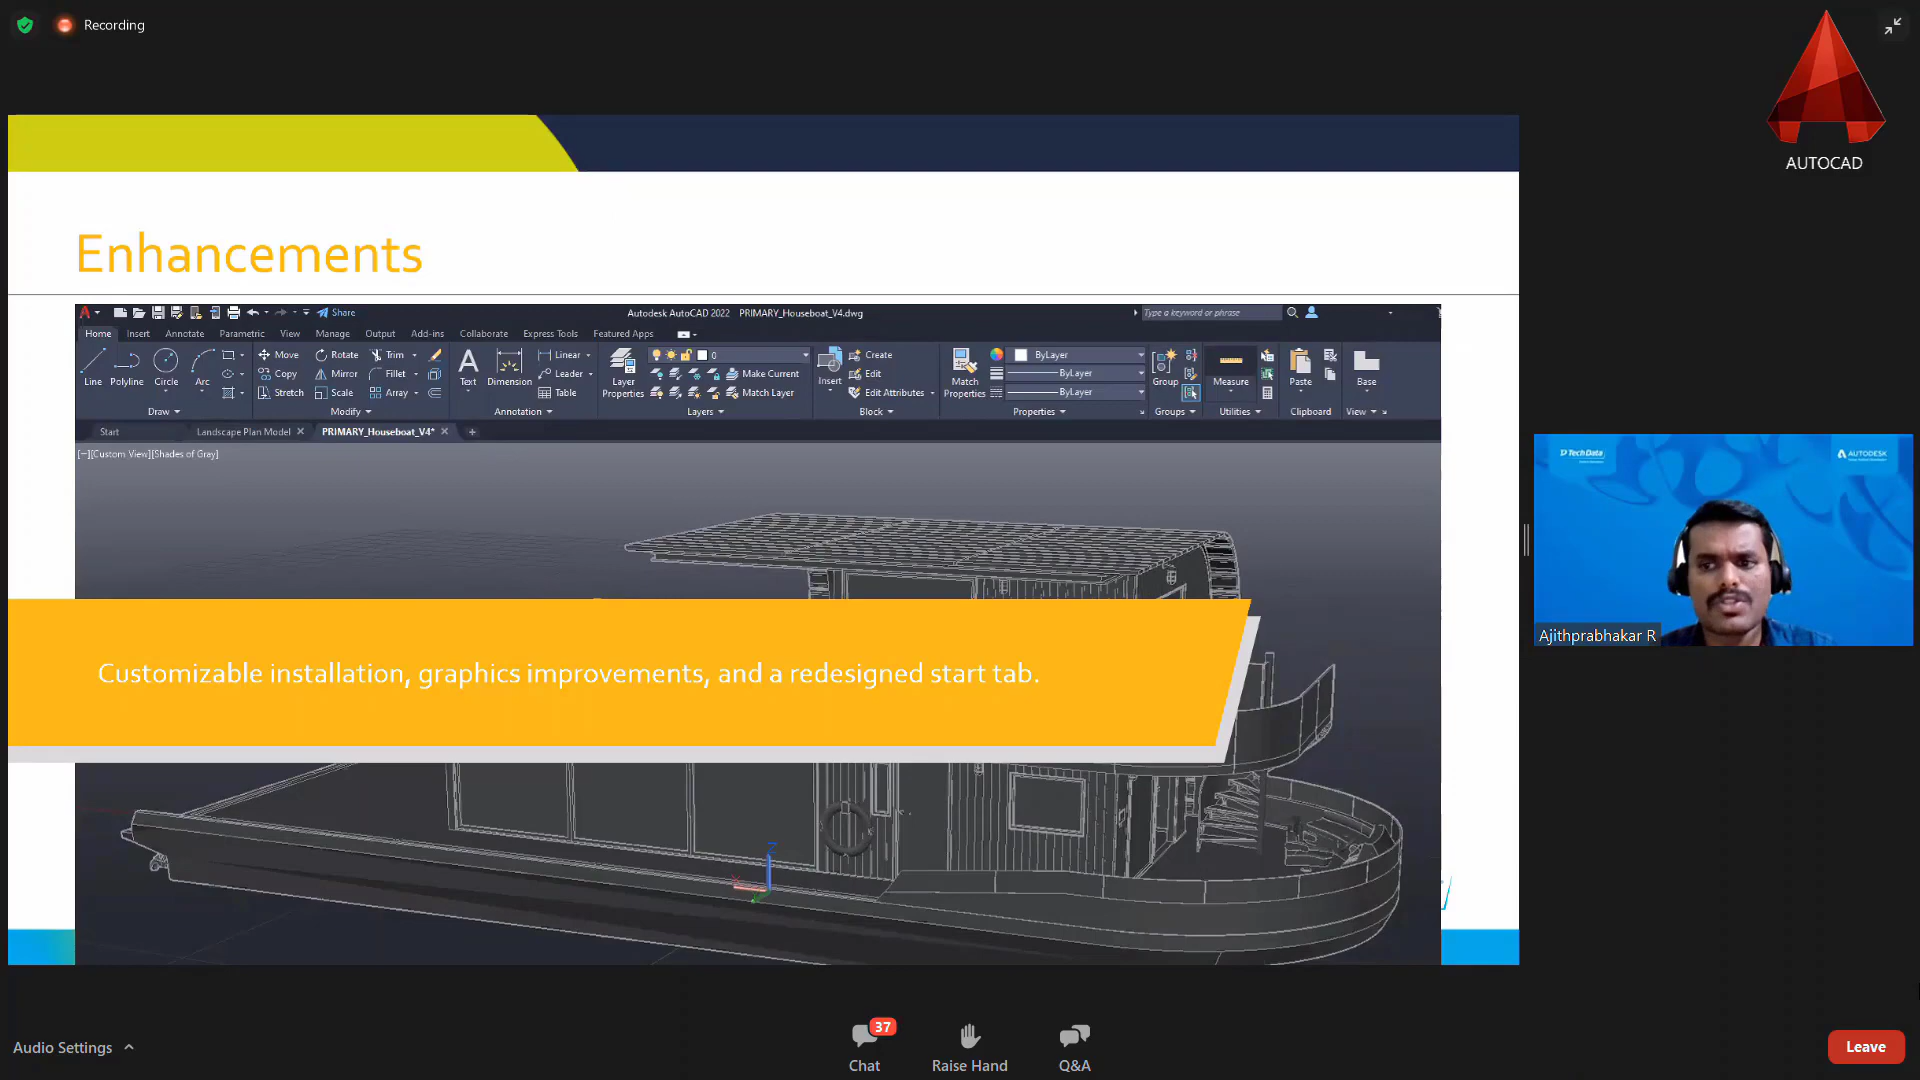 Recording
AUTOCAD
Enhancements
Share
Autodesk AutoCAD 2022 PRIMARY_Houseboat_V4.dwg
Type a keyword or phrase
Home Insert Annotate Parametric View Manage Output Add-ins Collaborate Express Tools Featured Apps
Line Polyline Circle Arc
Move Rotate Trim
Copy Mirror Fillet
Stretch Scale Array
Text Dimension
Linear
Leader
Table
Layer Properties
0
Make Current
Match Layer
Insert
Create
Edit
Edit Attributes
Match Properties
ByLayer
ByLayer
ByLayer
Group
Measure
Paste
Base
Draw Modify Annotation Layers Block Properties Groups Utilities Clipboard View
Start Landscape Plan Model PRIMARY_Houseboat_V4*
[−][Custom View][Shades of Gray]
Customizable installation, graphics improvements, and a redesigned start tab.
Z
X
TechData
AUTODESK
Ajithprabhakar R
Audio Settings
37
Chat
Raise Hand
Q&A
Leave